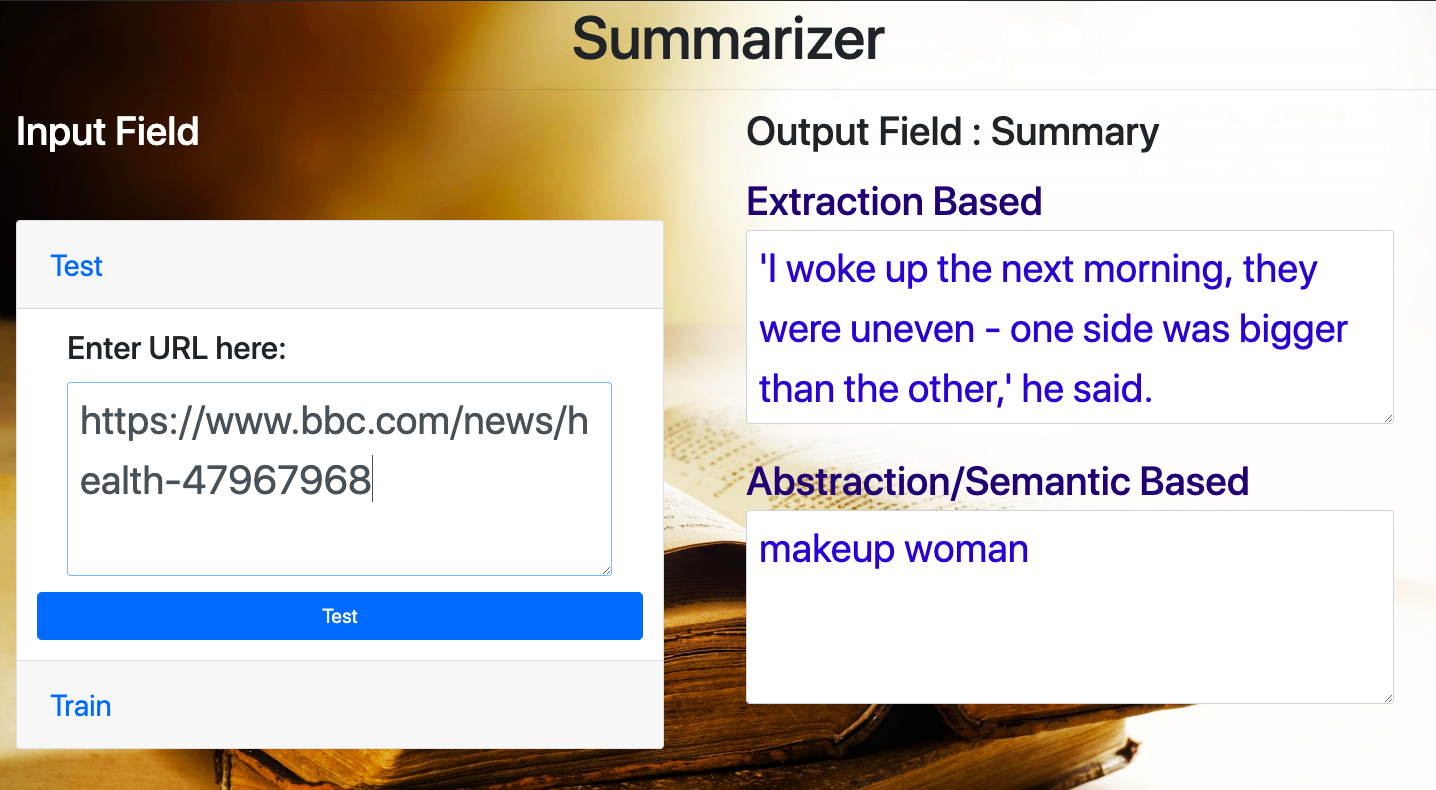 Summarizer
Input Field
Test
Enter URL here:
https://www.bbc.com/news/h
ealth-47967968
Test
Train
Output Field : Summary
Extraction Based
'I woke up the next morning, they
were uneven - one side was bigger
than the other,' he said.
Abstraction/Semantic Based
makeup woman